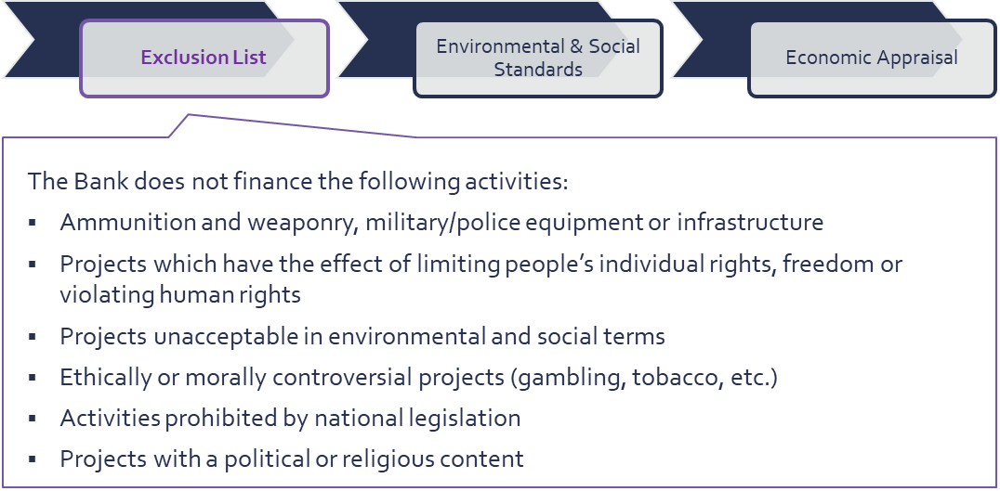 Exclusion List
Environmental & Social
Standards
Economic Appraisal
The Bank does not finance the following activities:
▪ Ammunition and weaponry, military/police equipment or infrastructure
▪ Projects which have the effect of limiting people’s individual rights, freedom or
violating human rights
▪ Projects unacceptable in environmental and social terms
▪ Ethically or morally controversial projects (gambling, tobacco, etc.)
▪ Activities prohibited by national legislation
▪ Projects with a political or religious content